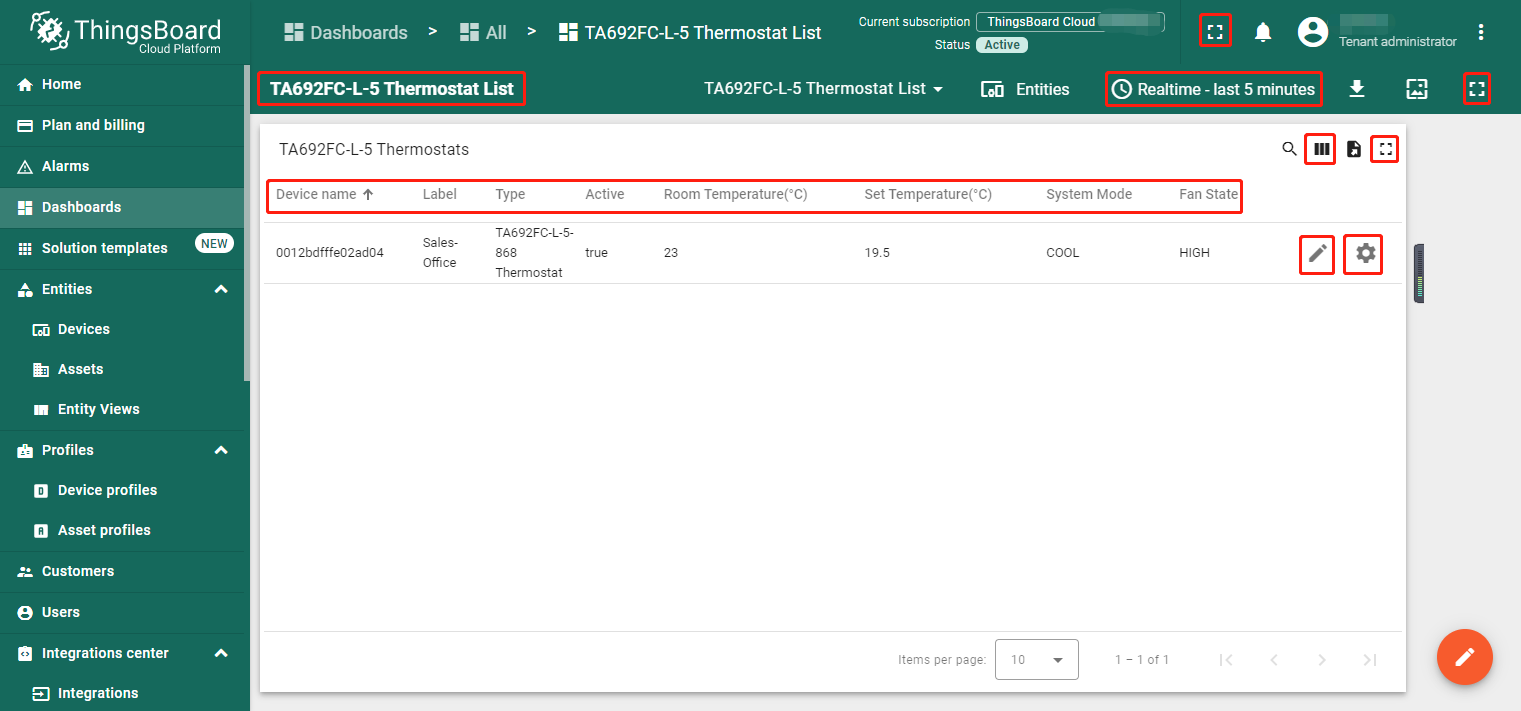 ThingsBoard
Cloud Platform
Dashboards > All > TA692FC-L-5 Thermostat List
Current subscription ThingsBoard Cloud
Status Active
Tenant administrator
TA692FC-L-5 Thermostat List
TA692FC-L-5 Thermostat List
Entities
Realtime - last 5 minutes
Home
Plan and billing
Alarms
Dashboards
Solution templates NEW
Entities
Devices
Assets
Entity Views
Profiles
Device profiles
Asset profiles
Customers
Users
Integrations center
Integrations
TA692FC-L-5 Thermostats
Device name Label Type Active Room Temperature(°C) Set Temperature(°C) System Mode Fan State
0012bdfffe02ad04
Sales-
Office
TA692FC-L-5-
868
Thermostat
true
23
19.5
COOL
HIGH
Items per page: 10 1 – 1 of 1